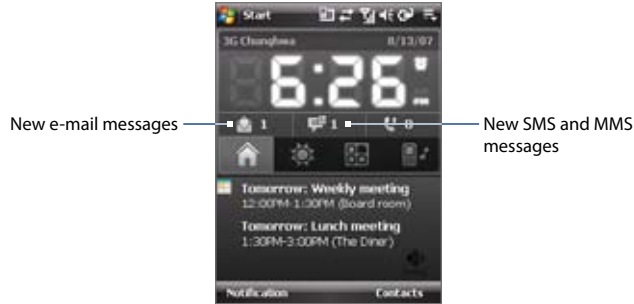 Start
3G Chunghwa
8/13/07
6:26
PM
New e-mail messages
1
1
0
New SMS and MMS
messages
Tomorrow: Weekly meeting
12:00PM-1:30PM (Board room)
Tomorrow: Lunch meeting
1:30PM-3:00PM (The Diner)
Notification
Contacts